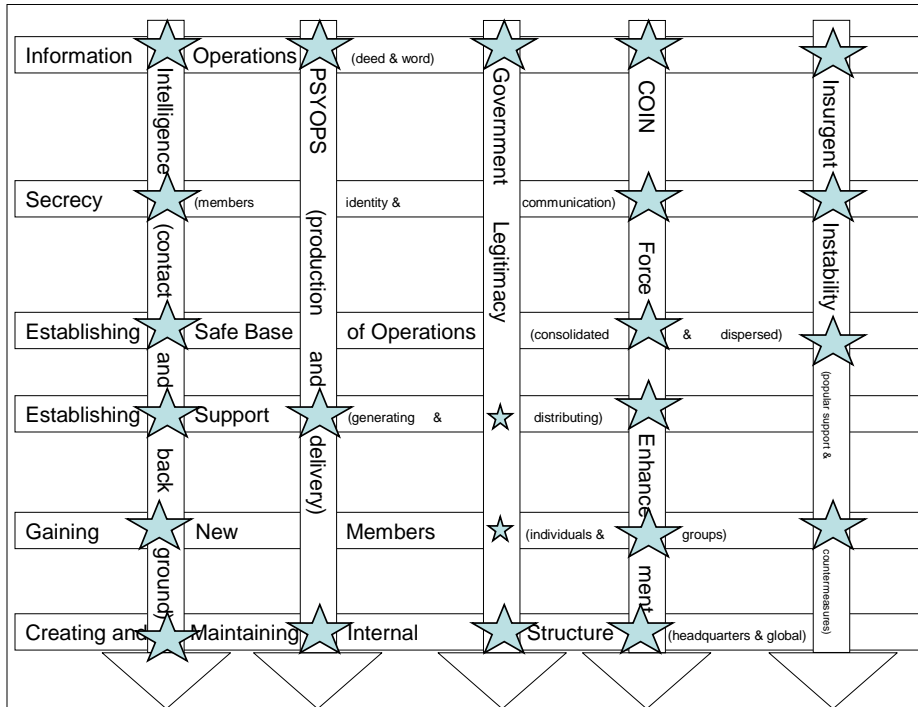 Information Operations (deed & word)
Secrecy (members identity & communication)
Establishing Safe Base of Operations (consolidated & dispersed)
Establishing Support (generating & distributing)
Gaining New Members (individuals & groups)
Creating and Maintaining Internal Structure (headquarters & global)
Intelligence (contact and back ground)
PSYOPS (production and delivery)
Government Legitimacy
COIN Force Enhance ment
Insurgent Instability (popular support & countermeasures)